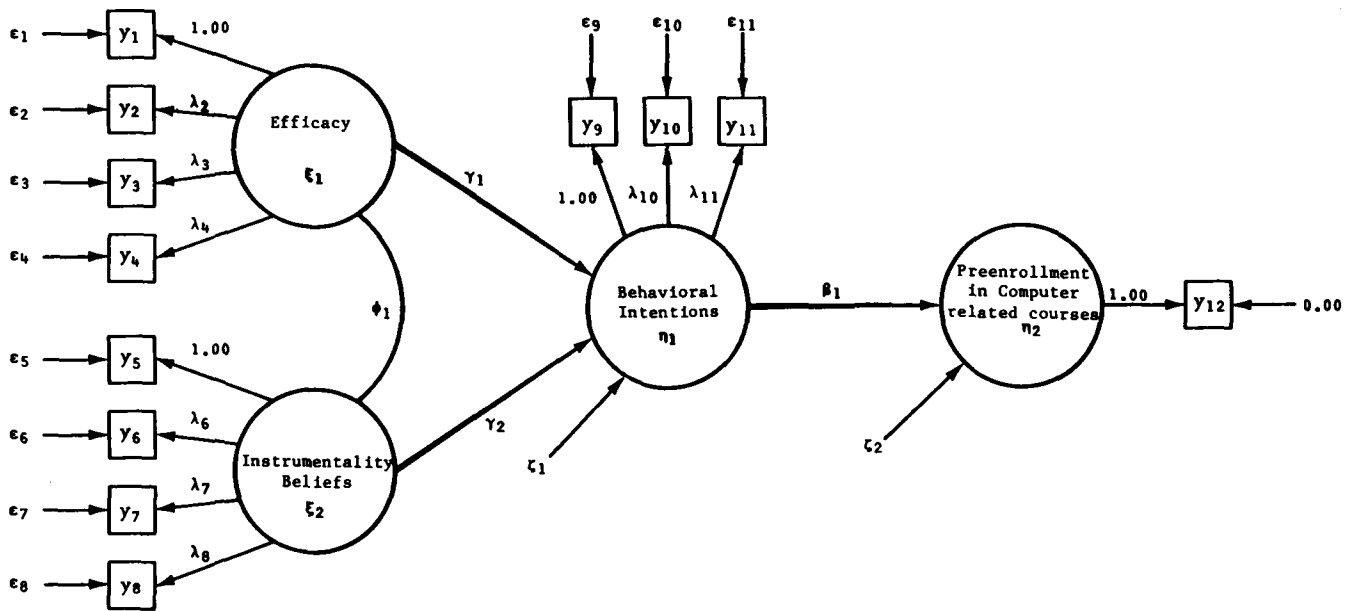 ε₁ y₁ 1.00
ε₂ y₂ λ₂
ε₃ y₃ λ₃
ε₄ y₄ λ₄
Efficacy
ξ₁
ϕ₁
ε₅ y₅ 1.00
ε₆ y₆ λ₆
ε₇ y₇ λ₇
ε₈ y₈ λ₈
Instrumentality
Beliefs
ξ₂
γ₁
γ₂
ε₉ ε₁₀ ε₁₁
y₉ y₁₀ y₁₁
1.00 λ₁₀ λ₁₁
Behavioral
Intentions
η₁
ζ₁
β₁
Preenrollment
in Computer
related courses
η₂
ζ₂
1.00 y₁₂ 0.00